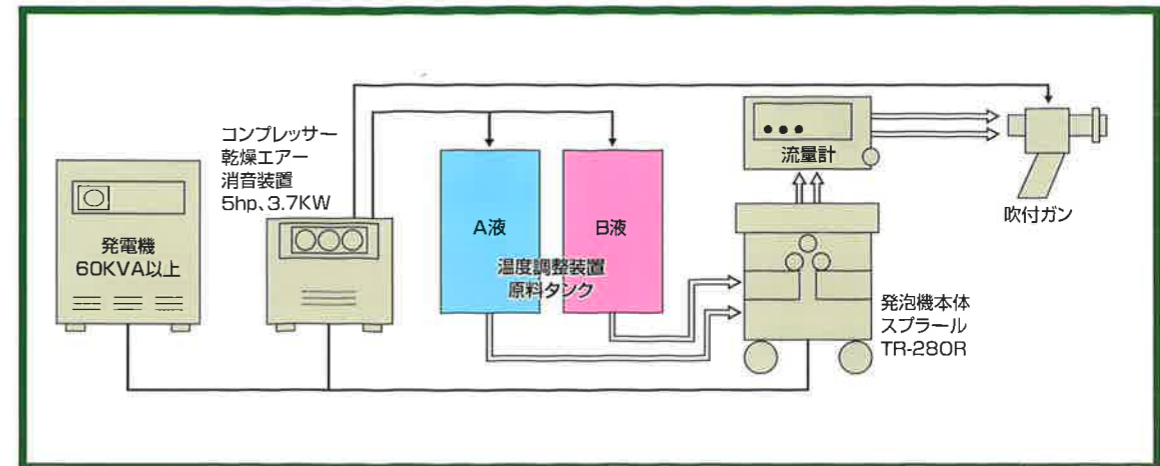 コンプレッサー
乾燥エアー
消音装置
5hp、3.7KW
発電機
60KVA以上
A液
B液
温度調整装置
原料タンク
流量計
吹付ガン
発泡機本体
スプラール
TR-280R